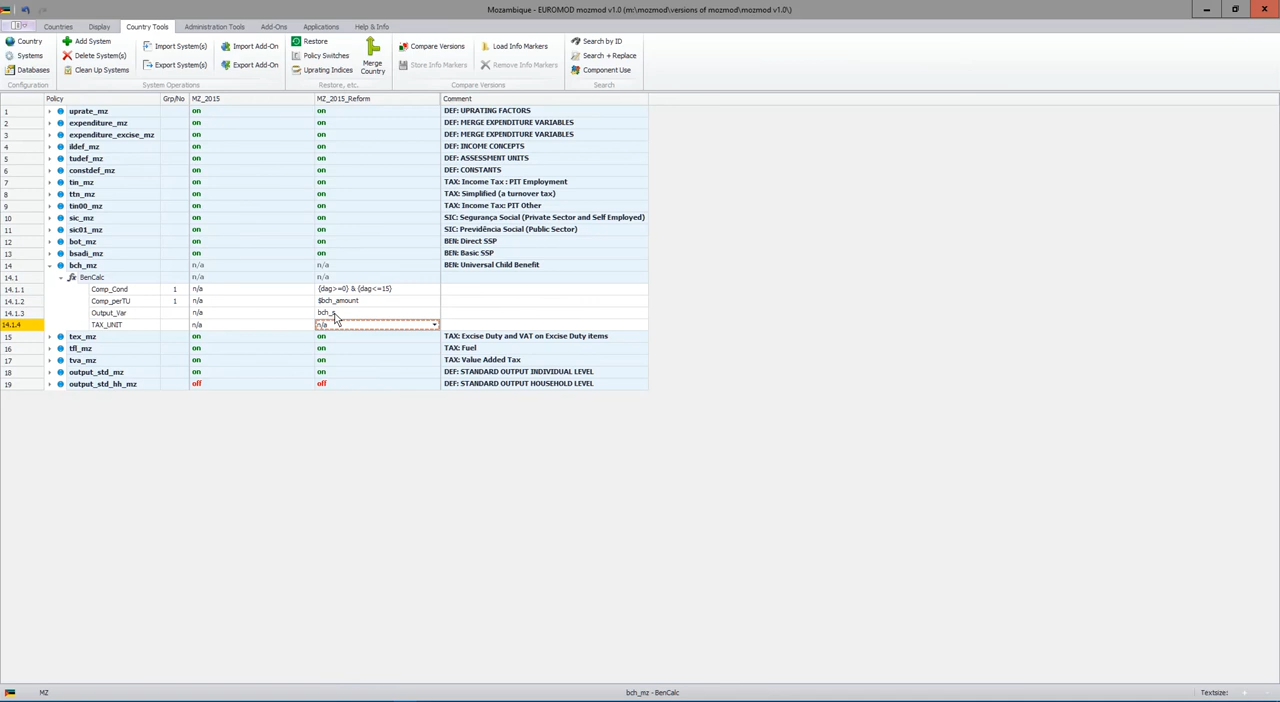 Mozambique - EUROMOD mozmod v1.0 (m:\mozmod\versions of mozmod\mozmod v1.0\)
Countries Display Country Tools Administration Tools Add-Ons Applications Help & Info
Country Add System Import System(s) Import Add-On Restore Compare Versions Load Info Markers Search by ID
Systems Delete System(s) Policy Switches Search + Replace
Databases Clean Up Systems Export System(s) Export Add-On Uprating Indices Merge Country Store Info Markers Remove Info Markers Component Use
Configuration System Operations Restore, etc. Compare Versions Search
Policy Grp/No MZ_2015 MZ_2015_Reform Comment
1 uprate_mz on on DEF: UPRATING FACTORS
2 expenditure_mz on on DEF: MERGE EXPENDITURE VARIABLES
3 expenditure_excise_mz on on DEF: MERGE EXPENDITURE VARIABLES
4 ildef_mz on on DEF: INCOME CONCEPTS
5 tudef_mz on on DEF: ASSESSMENT UNITS
6 constdef_mz on on DEF: CONSTANTS
7 tin_mz on on TAX: Income Tax : PIT Employment
8 ttn_mz on on TAX: Simplified (a turnover tax)
9 tin00_mz on on TAX: Income Tax: PIT Other
10 sic_mz on on SIC: Segurança Social (Private Sector and Self Employed)
11 sic01_mz on on SIC: Previdência Social (Public Sector)
12 bot_mz on on BEN: Direct SSP
13 bsadi_mz on on BEN: Basic SSP
14 bch_mz n/a n/a BEN: Universal Child Benefit
14.1 BenCalc n/a n/a
14.1.1 Comp_Cond 1 n/a {dag>=0} & {dag<=15}
14.1.2 Comp_perTU 1 n/a $bch_amount
14.1.3 Output_Var n/a bch_s
14.1.4 TAX_UNIT n/a n/a
15 tex_mz on on TAX: Excise Duty and VAT on Excise Duty items
16 tfl_mz on on TAX: Fuel
17 tva_mz on on TAX: Value Added Tax
18 output_std_mz on on DEF: STANDARD OUTPUT INDIVIDUAL LEVEL
19 output_std_hh_mz off off DEF: STANDARD OUTPUT HOUSEHOLD LEVEL
MZ bch_mz - BenCalc Textsize: